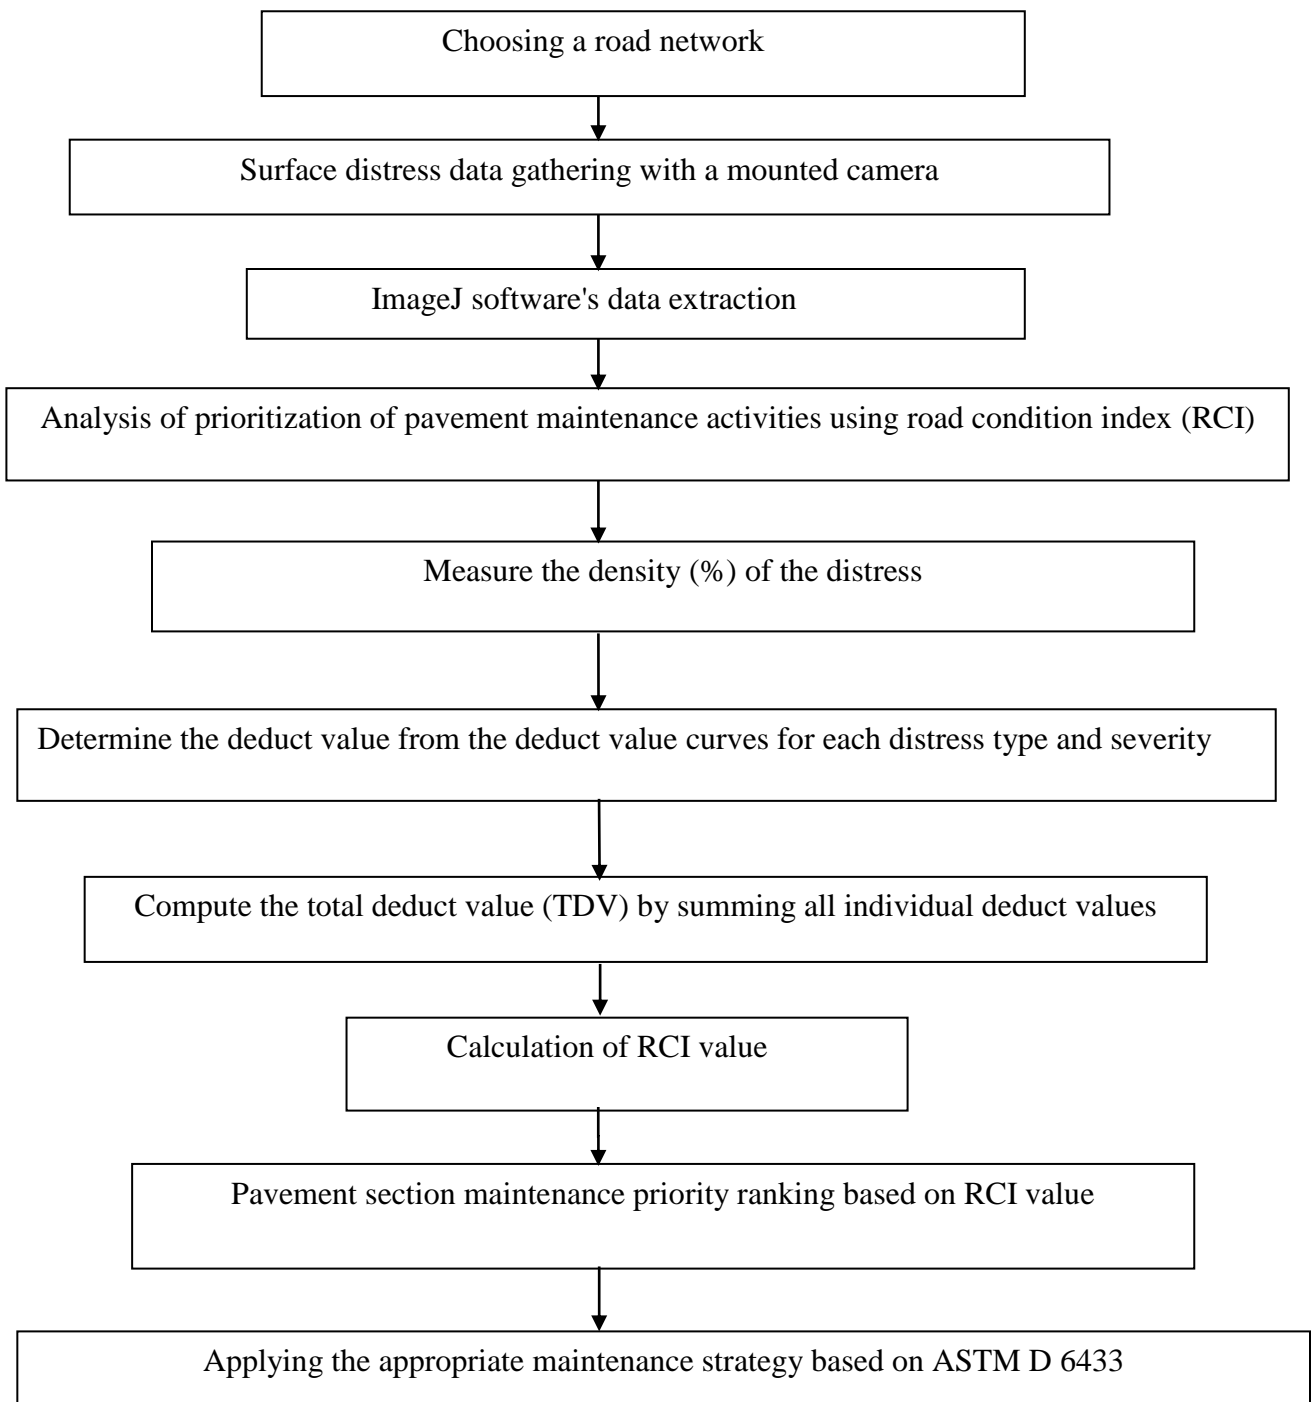 Choosing a road network
Surface distress data gathering with a mounted camera
ImageJ software's data extraction
Analysis of prioritization of pavement maintenance activities using road condition index (RCI)
Measure the density (%) of the distress
Determine the deduct value from the deduct value curves for each distress type and severity
Compute the total deduct value (TDV) by summing all individual deduct values
Calculation of RCI value
Pavement section maintenance priority ranking based on RCI value
Applying the appropriate maintenance strategy based on ASTM D 6433